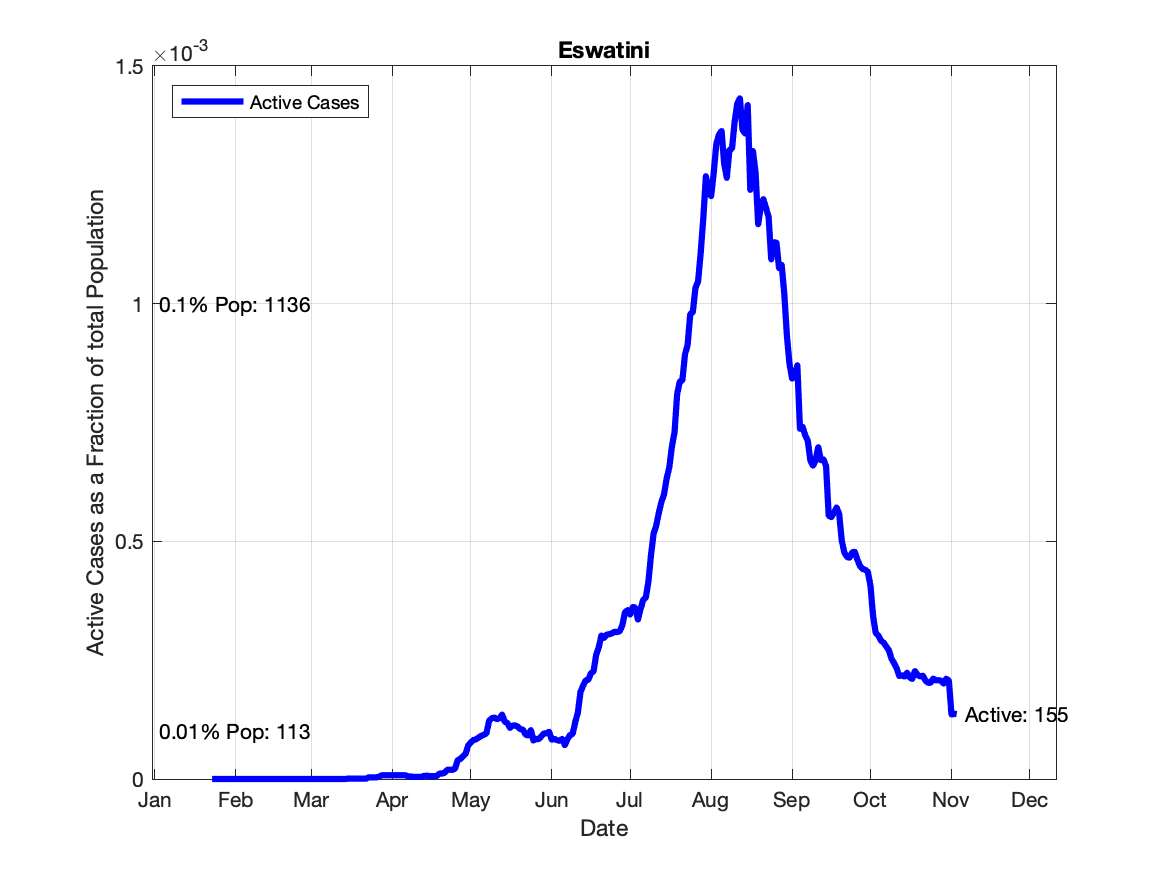 Eswatini
×10-3
1.5
Active Cases
1
0.1% Pop: 1136
0.5
0.01% Pop: 113
Active: 155
0
Jan Feb Mar Apr May Jun Jul Aug Sep Oct Nov Dec
Date
Active Cases as a Fraction of total Population